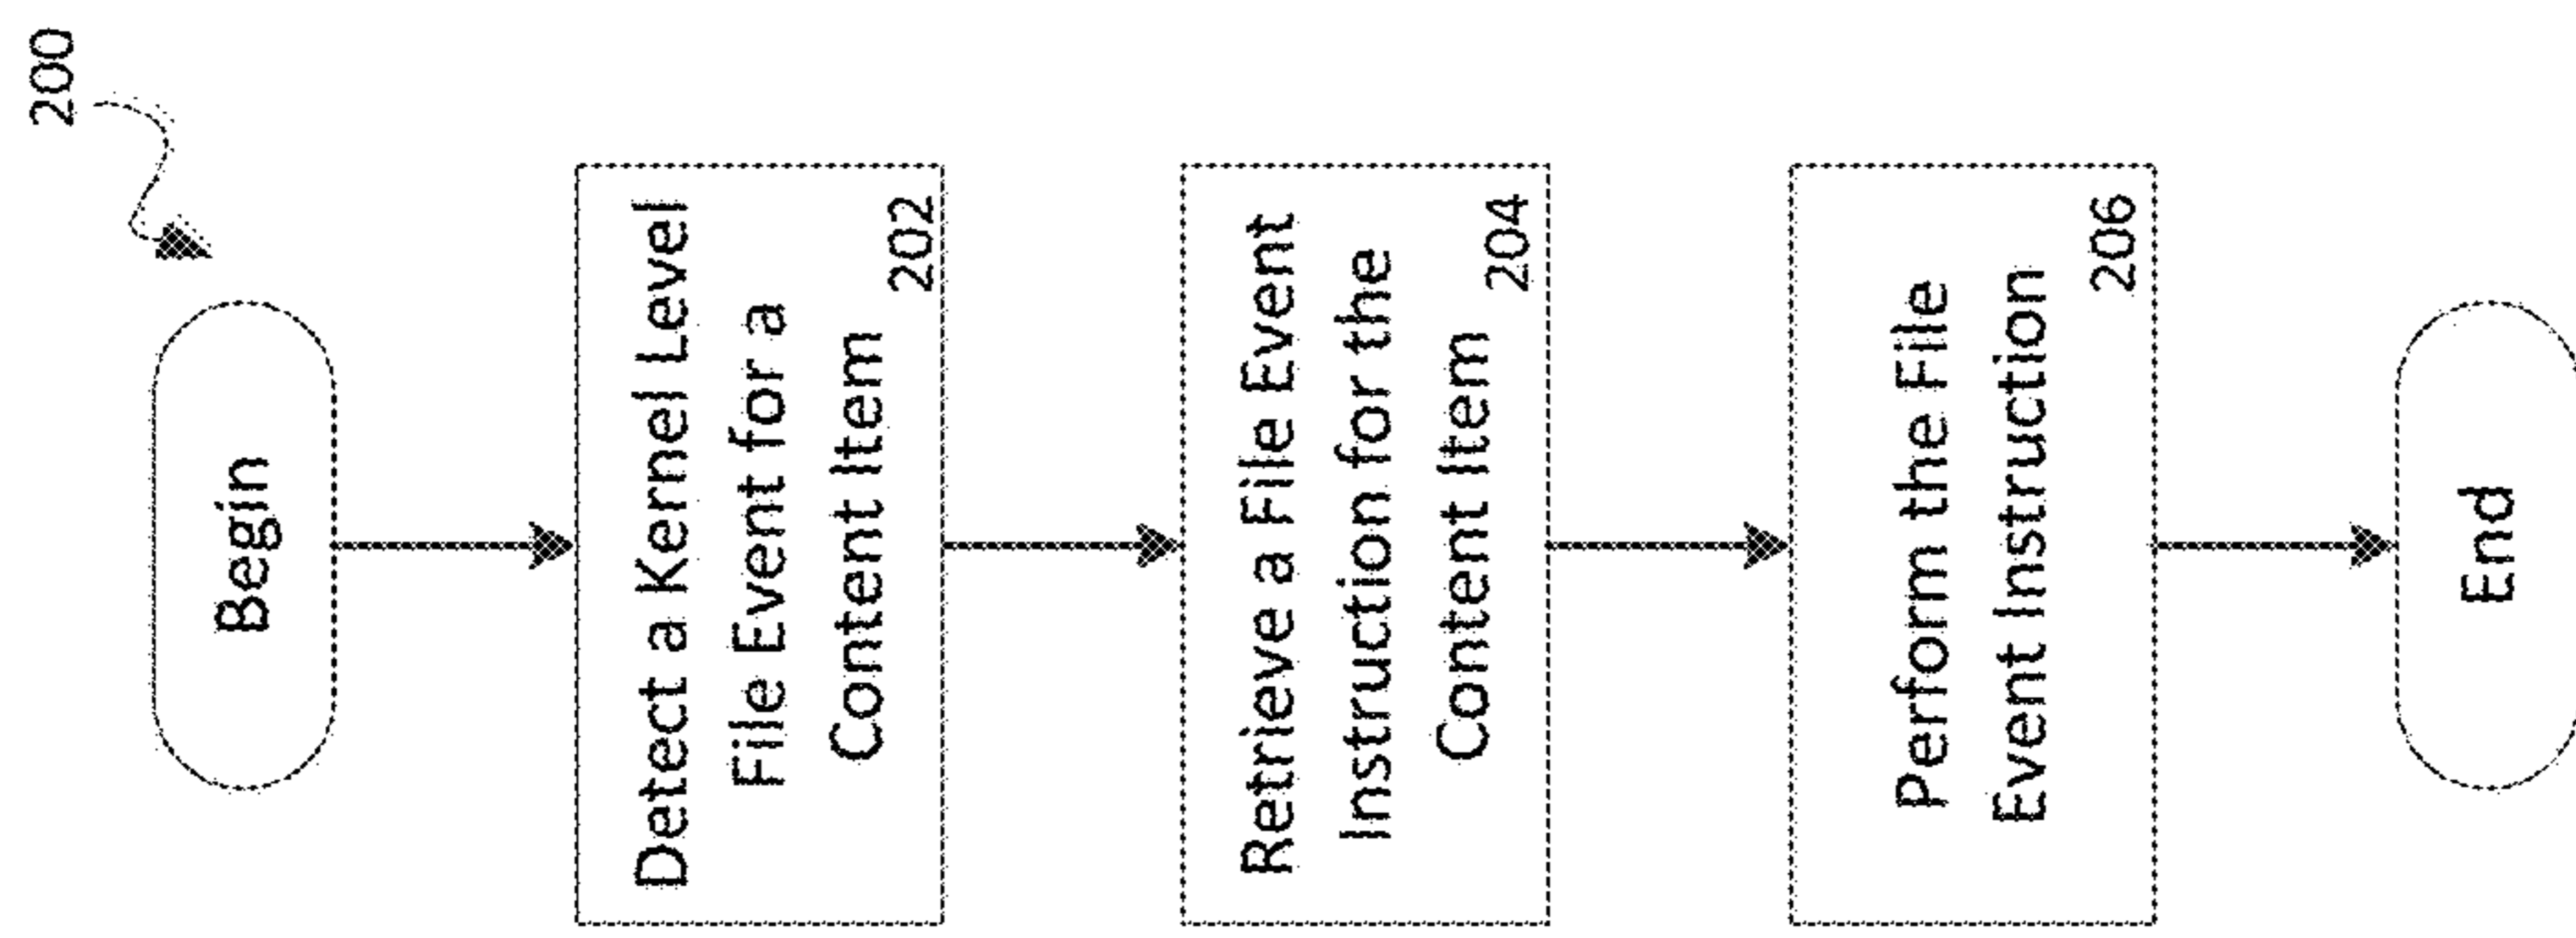 200
Begin
Detect a Kernel Level
File Event for a
Content Item
202
Retrieve a File Event
Instruction for the
Content Item
204
Perform the File
Event Instruction
206
End